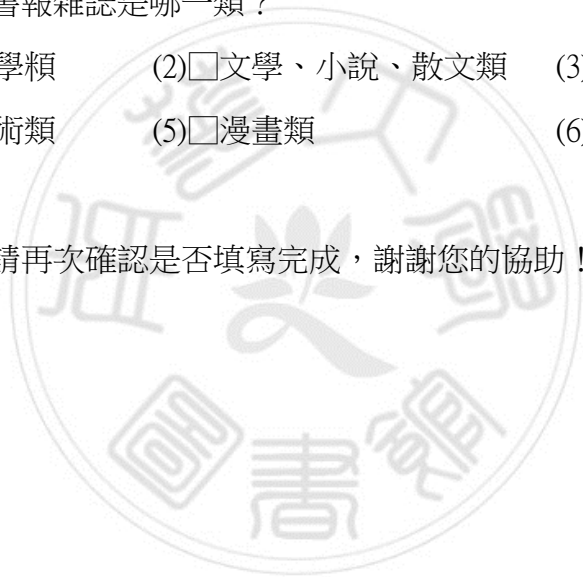 書報雜誌是哪一類？
學類 (2)□文學、小說、散文類 (3)
術類 (5)□漫畫類 (6)
請再次確認是否填寫完成，謝謝您的協助！